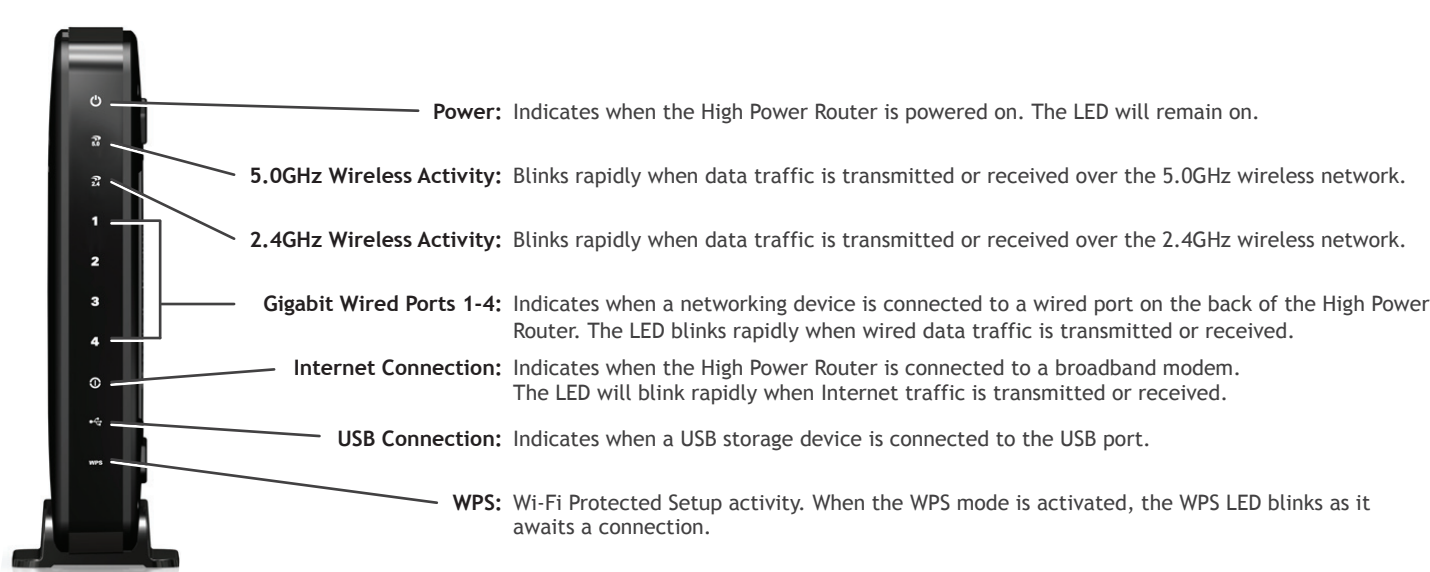 Power: Indicates when the High Power Router is powered on. The LED will remain on.
5.0
5.0GHz Wireless Activity: Blinks rapidly when data traffic is transmitted or received over the 5.0GHz wireless network.
2.4
1
2.4GHz Wireless Activity: Blinks rapidly when data traffic is transmitted or received over the 2.4GHz wireless network.
2
3
Gigabit Wired Ports 1-4: Indicates when a networking device is connected to a wired port on the back of the High Power
Router. The LED blinks rapidly when wired data traffic is transmitted or received.
4
Internet Connection: Indicates when the High Power Router is connected to a broadband modem.
The LED will blink rapidly when Internet traffic is transmitted or received.
USB Connection: Indicates when a USB storage device is connected to the USB port.
WPS
WPS: Wi-Fi Protected Setup activity. When the WPS mode is activated, the WPS LED blinks as it
awaits a connection.